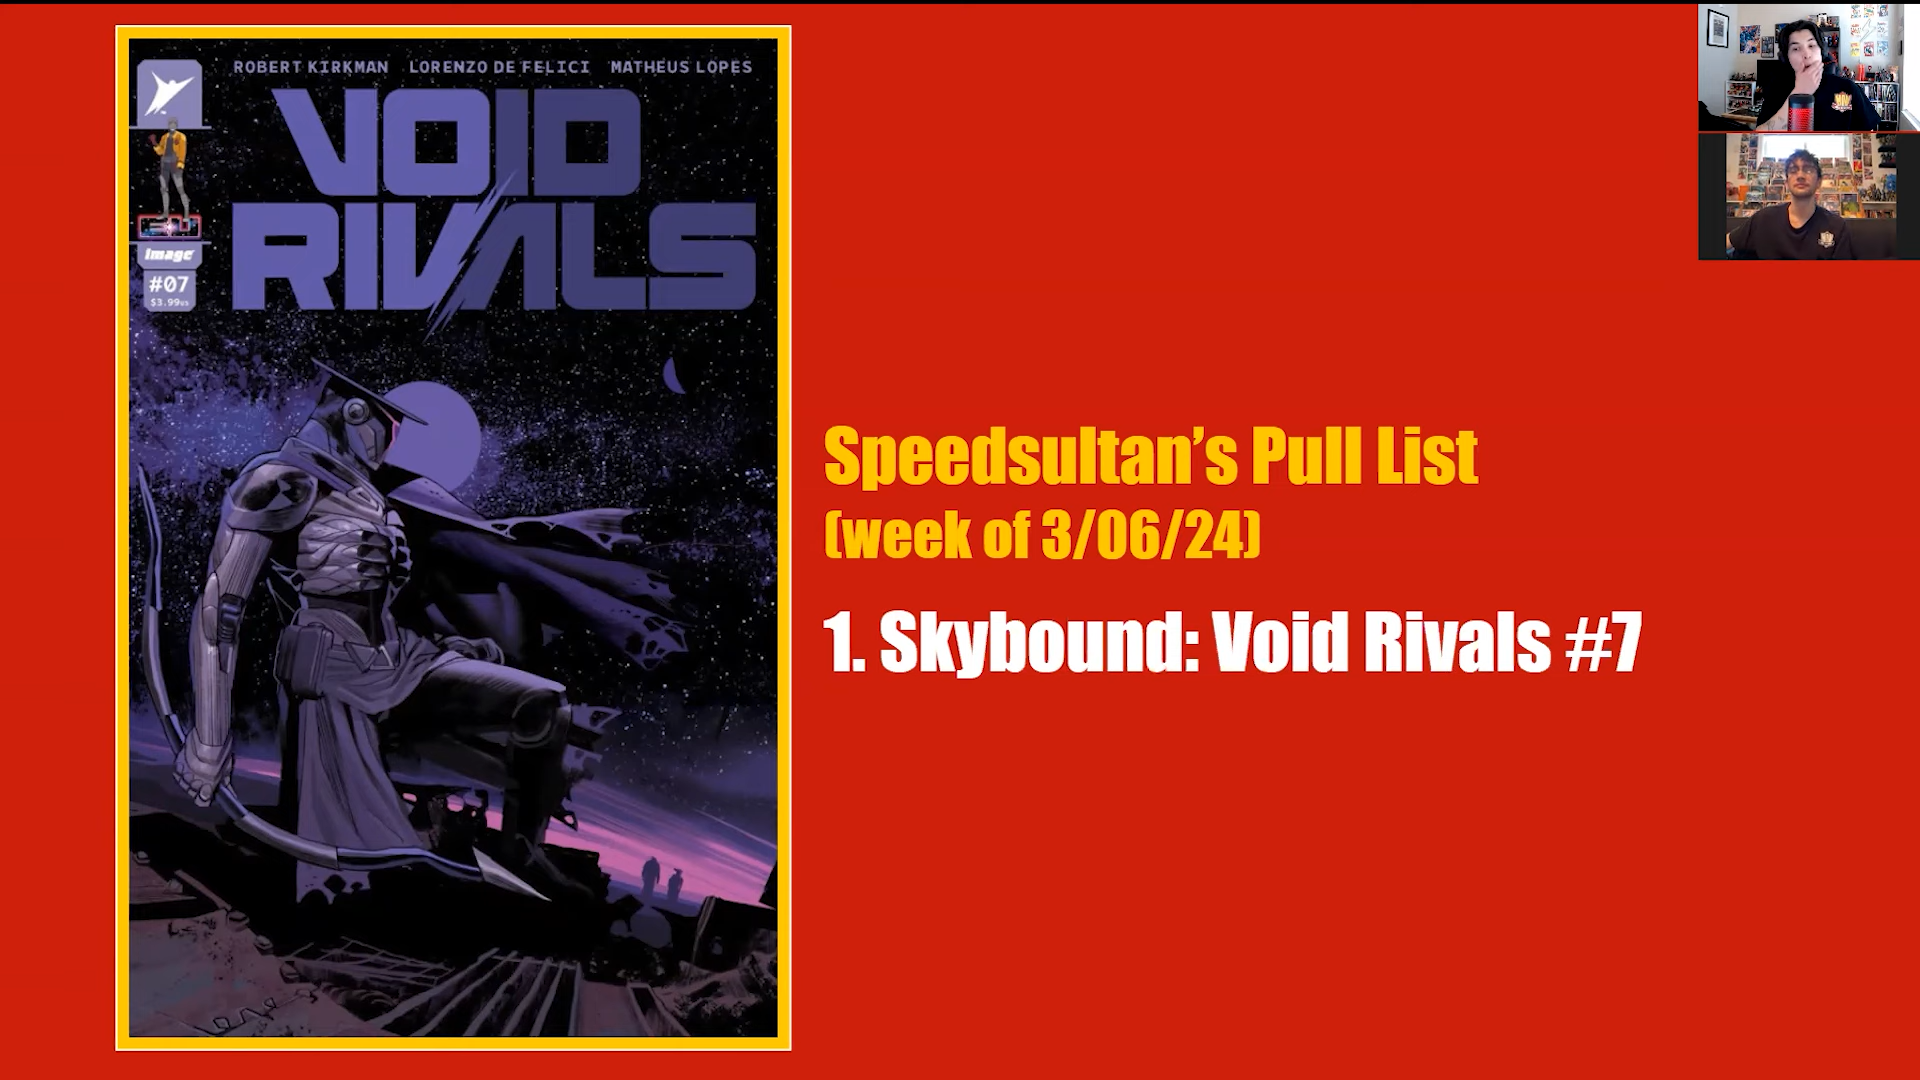 ROBERT KIRKMAN LORENZO DE FELICI MATHEUS LOPES
VOID
RIVALS
image
#07
$3.99US
Speedsultan’s Pull List
(week of 3/06/24)
1. Skybound: Void Rivals #7